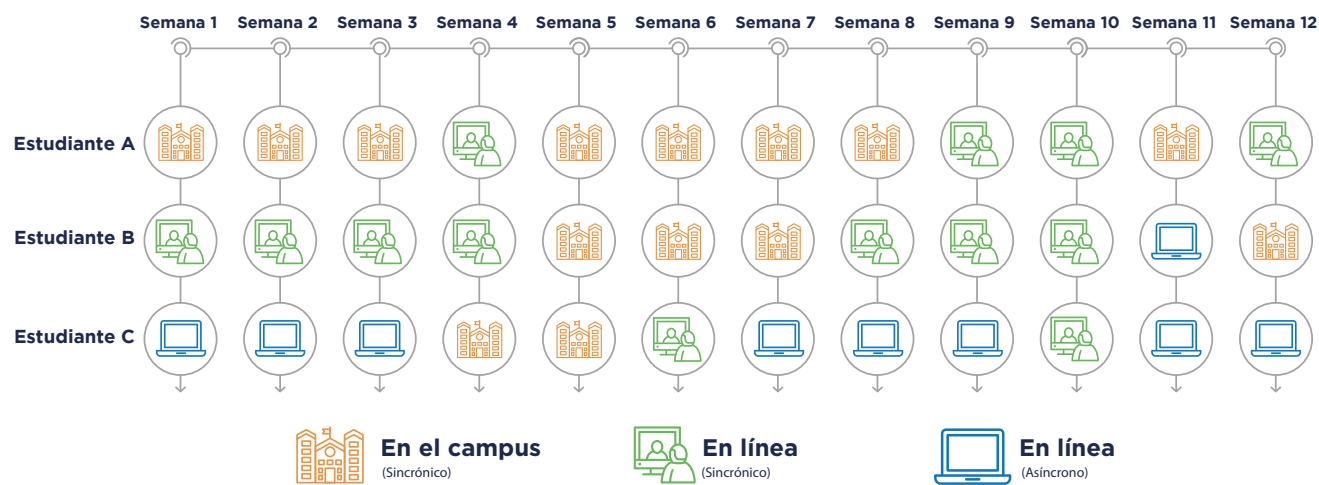 Semana 1 Semana 2 Semana 3 Semana 4 Semana 5 Semana 6 Semana 7 Semana 8 Semana 9 Semana 10 Semana 11 Semana 12
Estudiante A
Estudiante B
Estudiante C
En el campus
(Sincrónico)
En línea
(Sincrónico)
En línea
(Asíncrono)